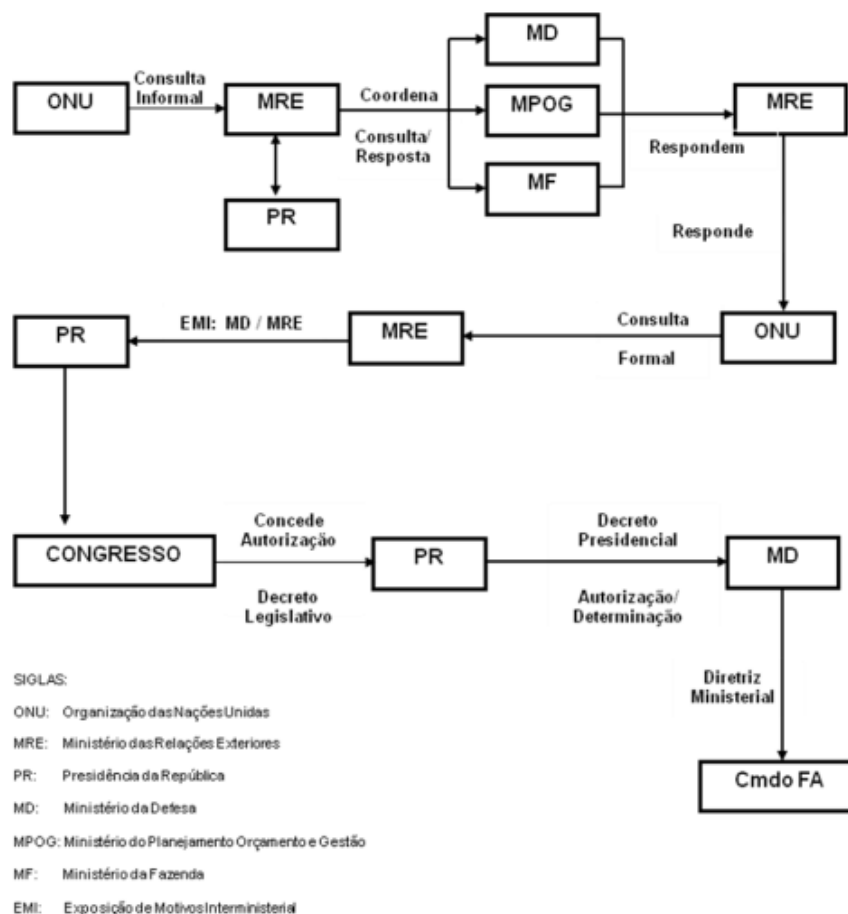 MD
Consulta
Informal
ONU
MRE
Coordena
MPOG
MRE
Consulta/
Resposta
Respondem
MF
PR
Responde
PR
EMI: MD / MRE
MRE
Consulta
Formal
ONU
CONGRESSO
Concede
Autorização
Decreto
Legislativo
PR
Decreto
Presidencial
Autorização/
Determinação
MD
Diretriz
Ministerial
Cmdo FA
SIGLAS:
ONU: Organização das Nações Unidas
MRE: Ministério das Relações Exteriores
PR: Presidência da República
MD: Ministério da Defesa
MPOG: Ministério do Planejamento Orçamento e Gestão
MF: Ministério da Fazenda
EMI: Exposição de Motivos Interministerial